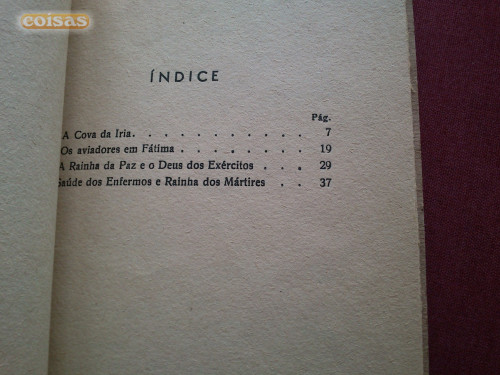 coisas
ÍNDICE
Pág.
A Cova da Iria. . . . . . . . . . . 7
Os aviadores em Fátima . . . . . . . . 19
A Rainha da Paz e o Deus dos Exércitos . . . 29
Saúde dos Enfermos e Rainha dos Mártires . . 37